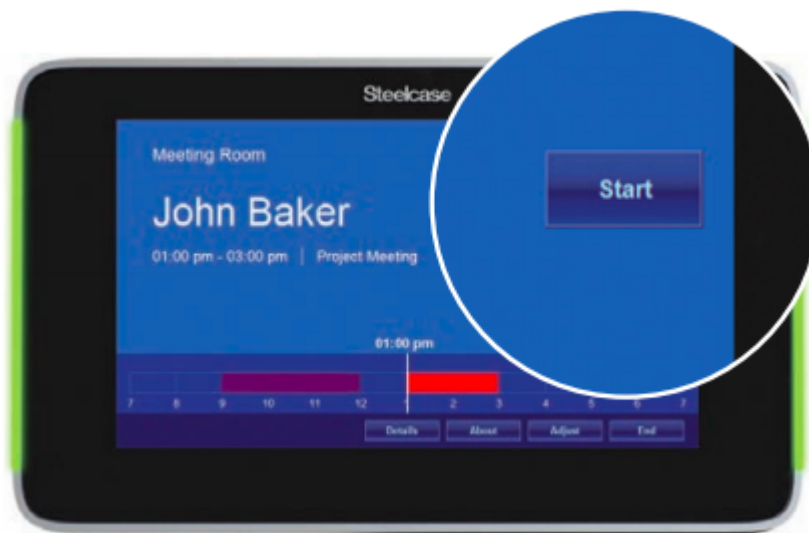 Steelcase
Meeting Room
Start
John Baker
01:00 pm - 03:00 pm | Project Meeting
01:00 pm
7 8 9 10 11 12 1 2 3 4 5 6 7
Details About Adjust End